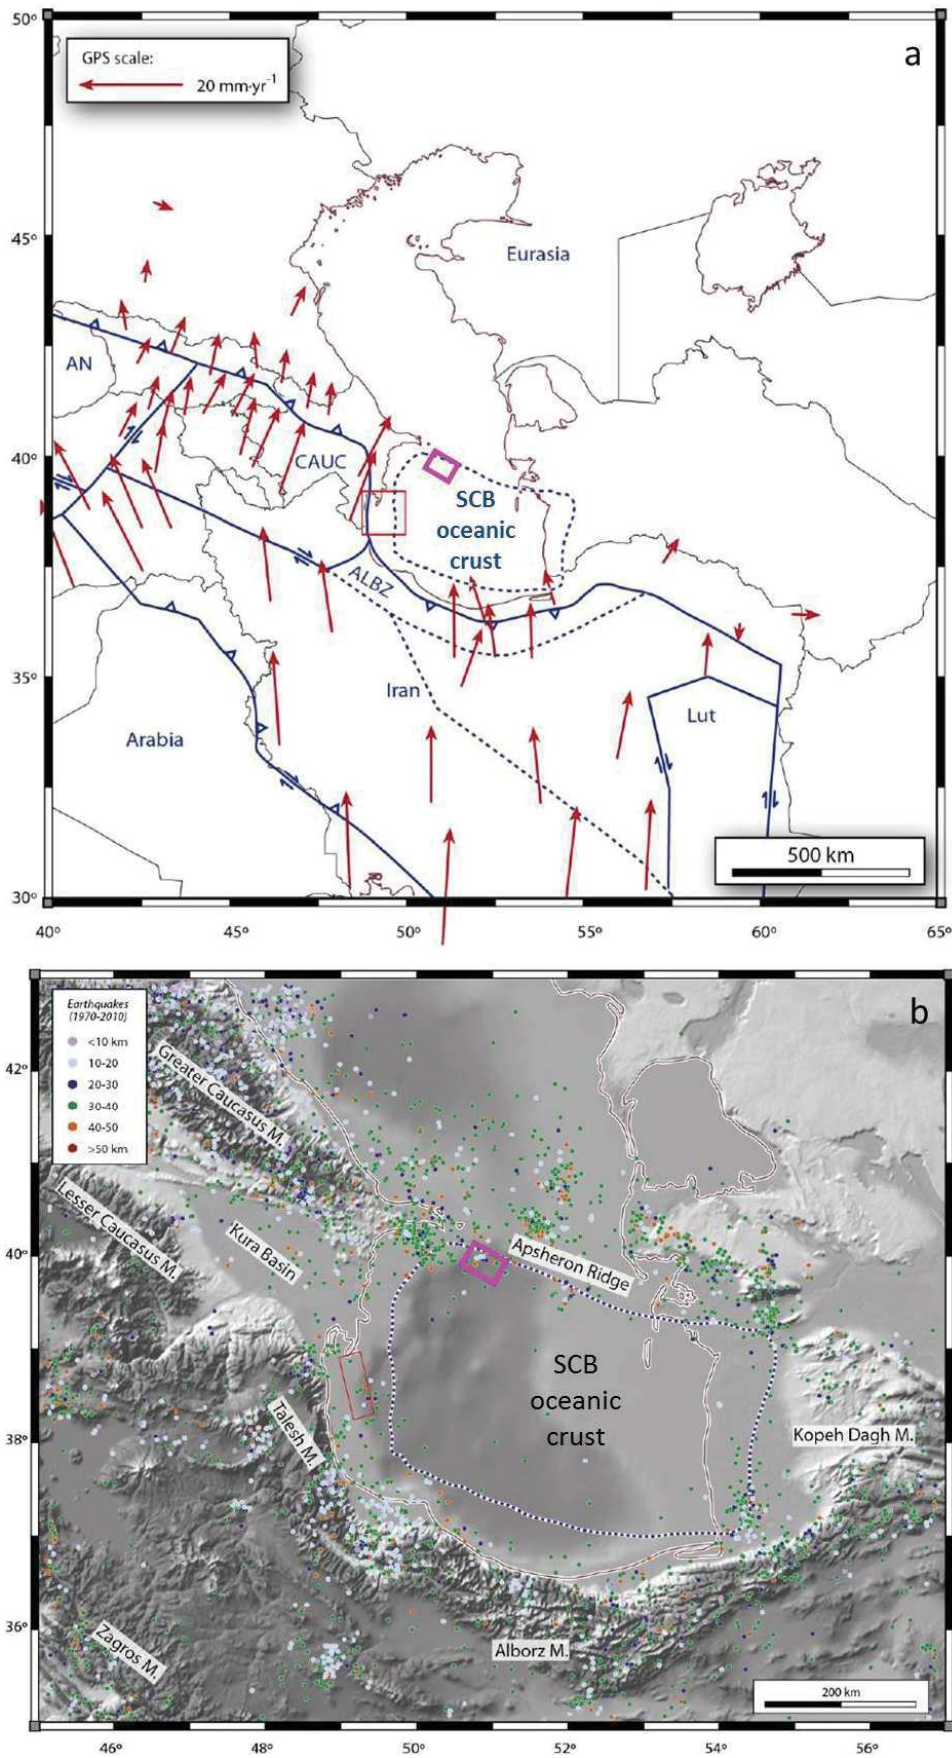 50°
a
GPS scale:
20 mm·yr-1
45°
Eurasia
AN
40°
CAUC
SCB
oceanic
crust
ALBZ
35°
Iran
Lut
Arabia
500 km
30°
40°
45°
50°
55°
60°
65°
b
Earthquakes
(1970-2010)
<10 km
10-20
20-30
30-40
40-50
>50 km
42°
Greater Caucasus M.
Lesser Caucasus M.
Kura Basin
40°
Apsheron Ridge
SCB
oceanic
crust
38°
Talesh M.
Kopeh Dagh M.
36°
Zagros M.
Alborz M.
200 km
46°
48°
50°
52°
54°
56°